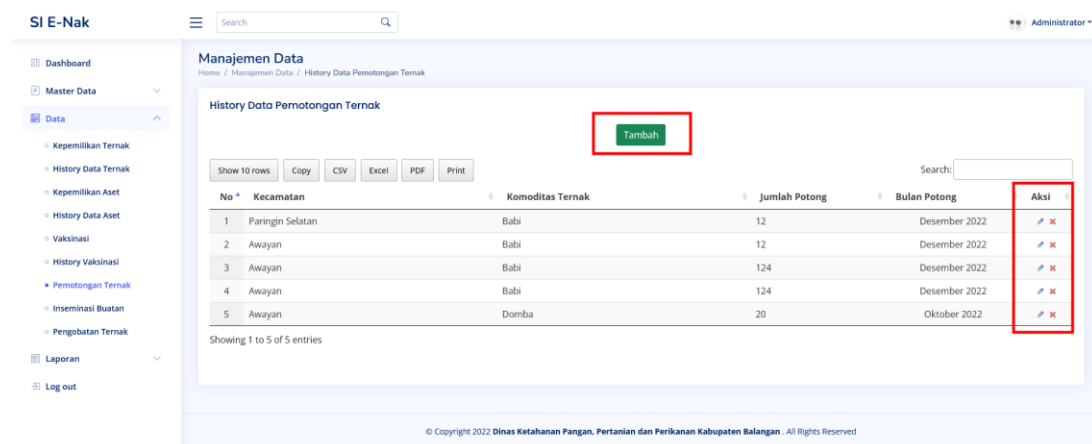 SI E-Nak
Search
Administrator
Dashboard
Master Data
Data
Kepemilikan Ternak
History Data Ternak
Kepemilikan Aset
History Data Aset
Vaksinasi
History Vaksinasi
Pemotongan Ternak
Inseminasi Buatan
Pengobatan Ternak
Laporan
Log out
Manajemen Data
Home / Manajemen Data / History Data Pemotongan Ternak
History Data Pemotongan Ternak
Tambah
Show 10 rows Copy CSV Excel PDF Print Search:
No Kecamatan Komoditas Ternak Jumlah Potong Bulan Potong Aksi
1 Paringin Selatan Babi 12 Desember 2022
2 Awayan Babi 12 Desember 2022
3 Awayan Babi 124 Desember 2022
4 Awayan Babi 124 Desember 2022
5 Awayan Domba 20 Oktober 2022
Showing 1 to 5 of 5 entries
© Copyright 2022 Dinas Ketahanan Pangan, Pertanian dan Perikanan Kabupaten Balangan . All Rights Reserved